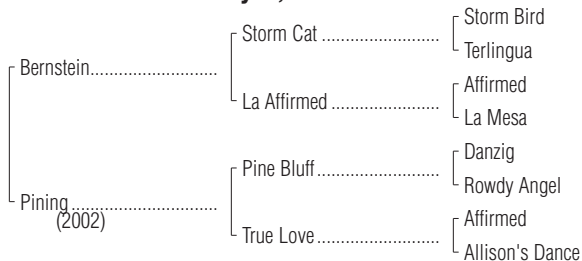 Storm Bird
Storm Cat ........................
Terlingua
Bernstein..........................
Affirmed
La Affirmed ......................
La Mesa
Danzig
Pine Bluff.........................
Rowdy Angel
Pining ..............................
(2002)
Affirmed
True Love .........................
Allison's Dance